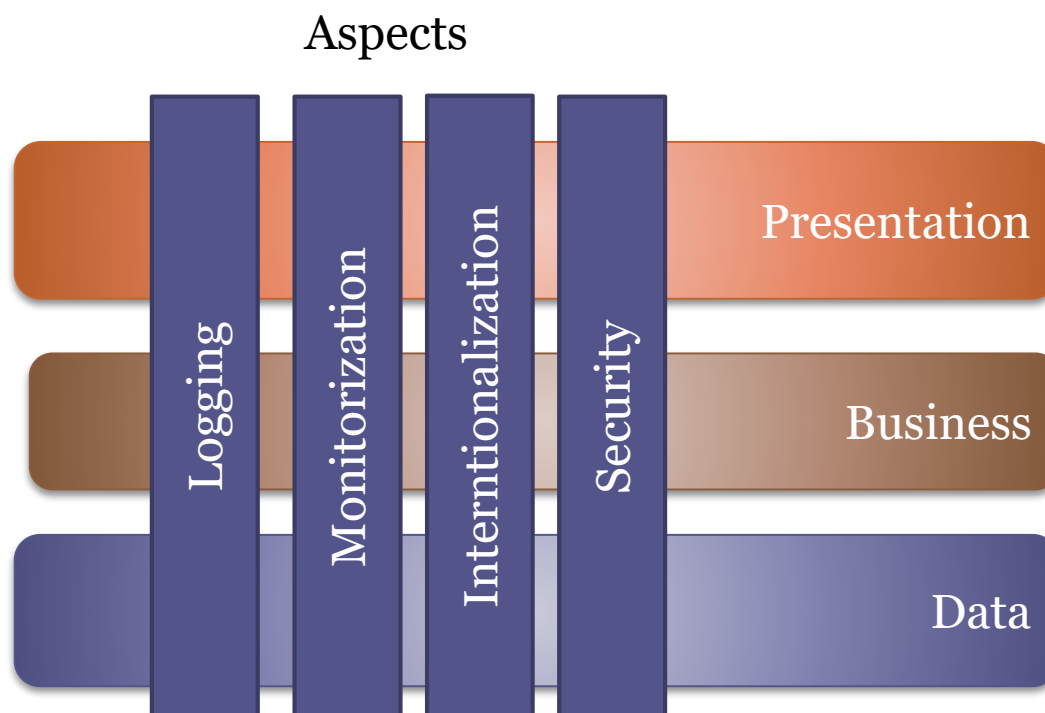 Aspects
Presentation
Business
Data
Logging
Monitorization
Interntionalization
Security